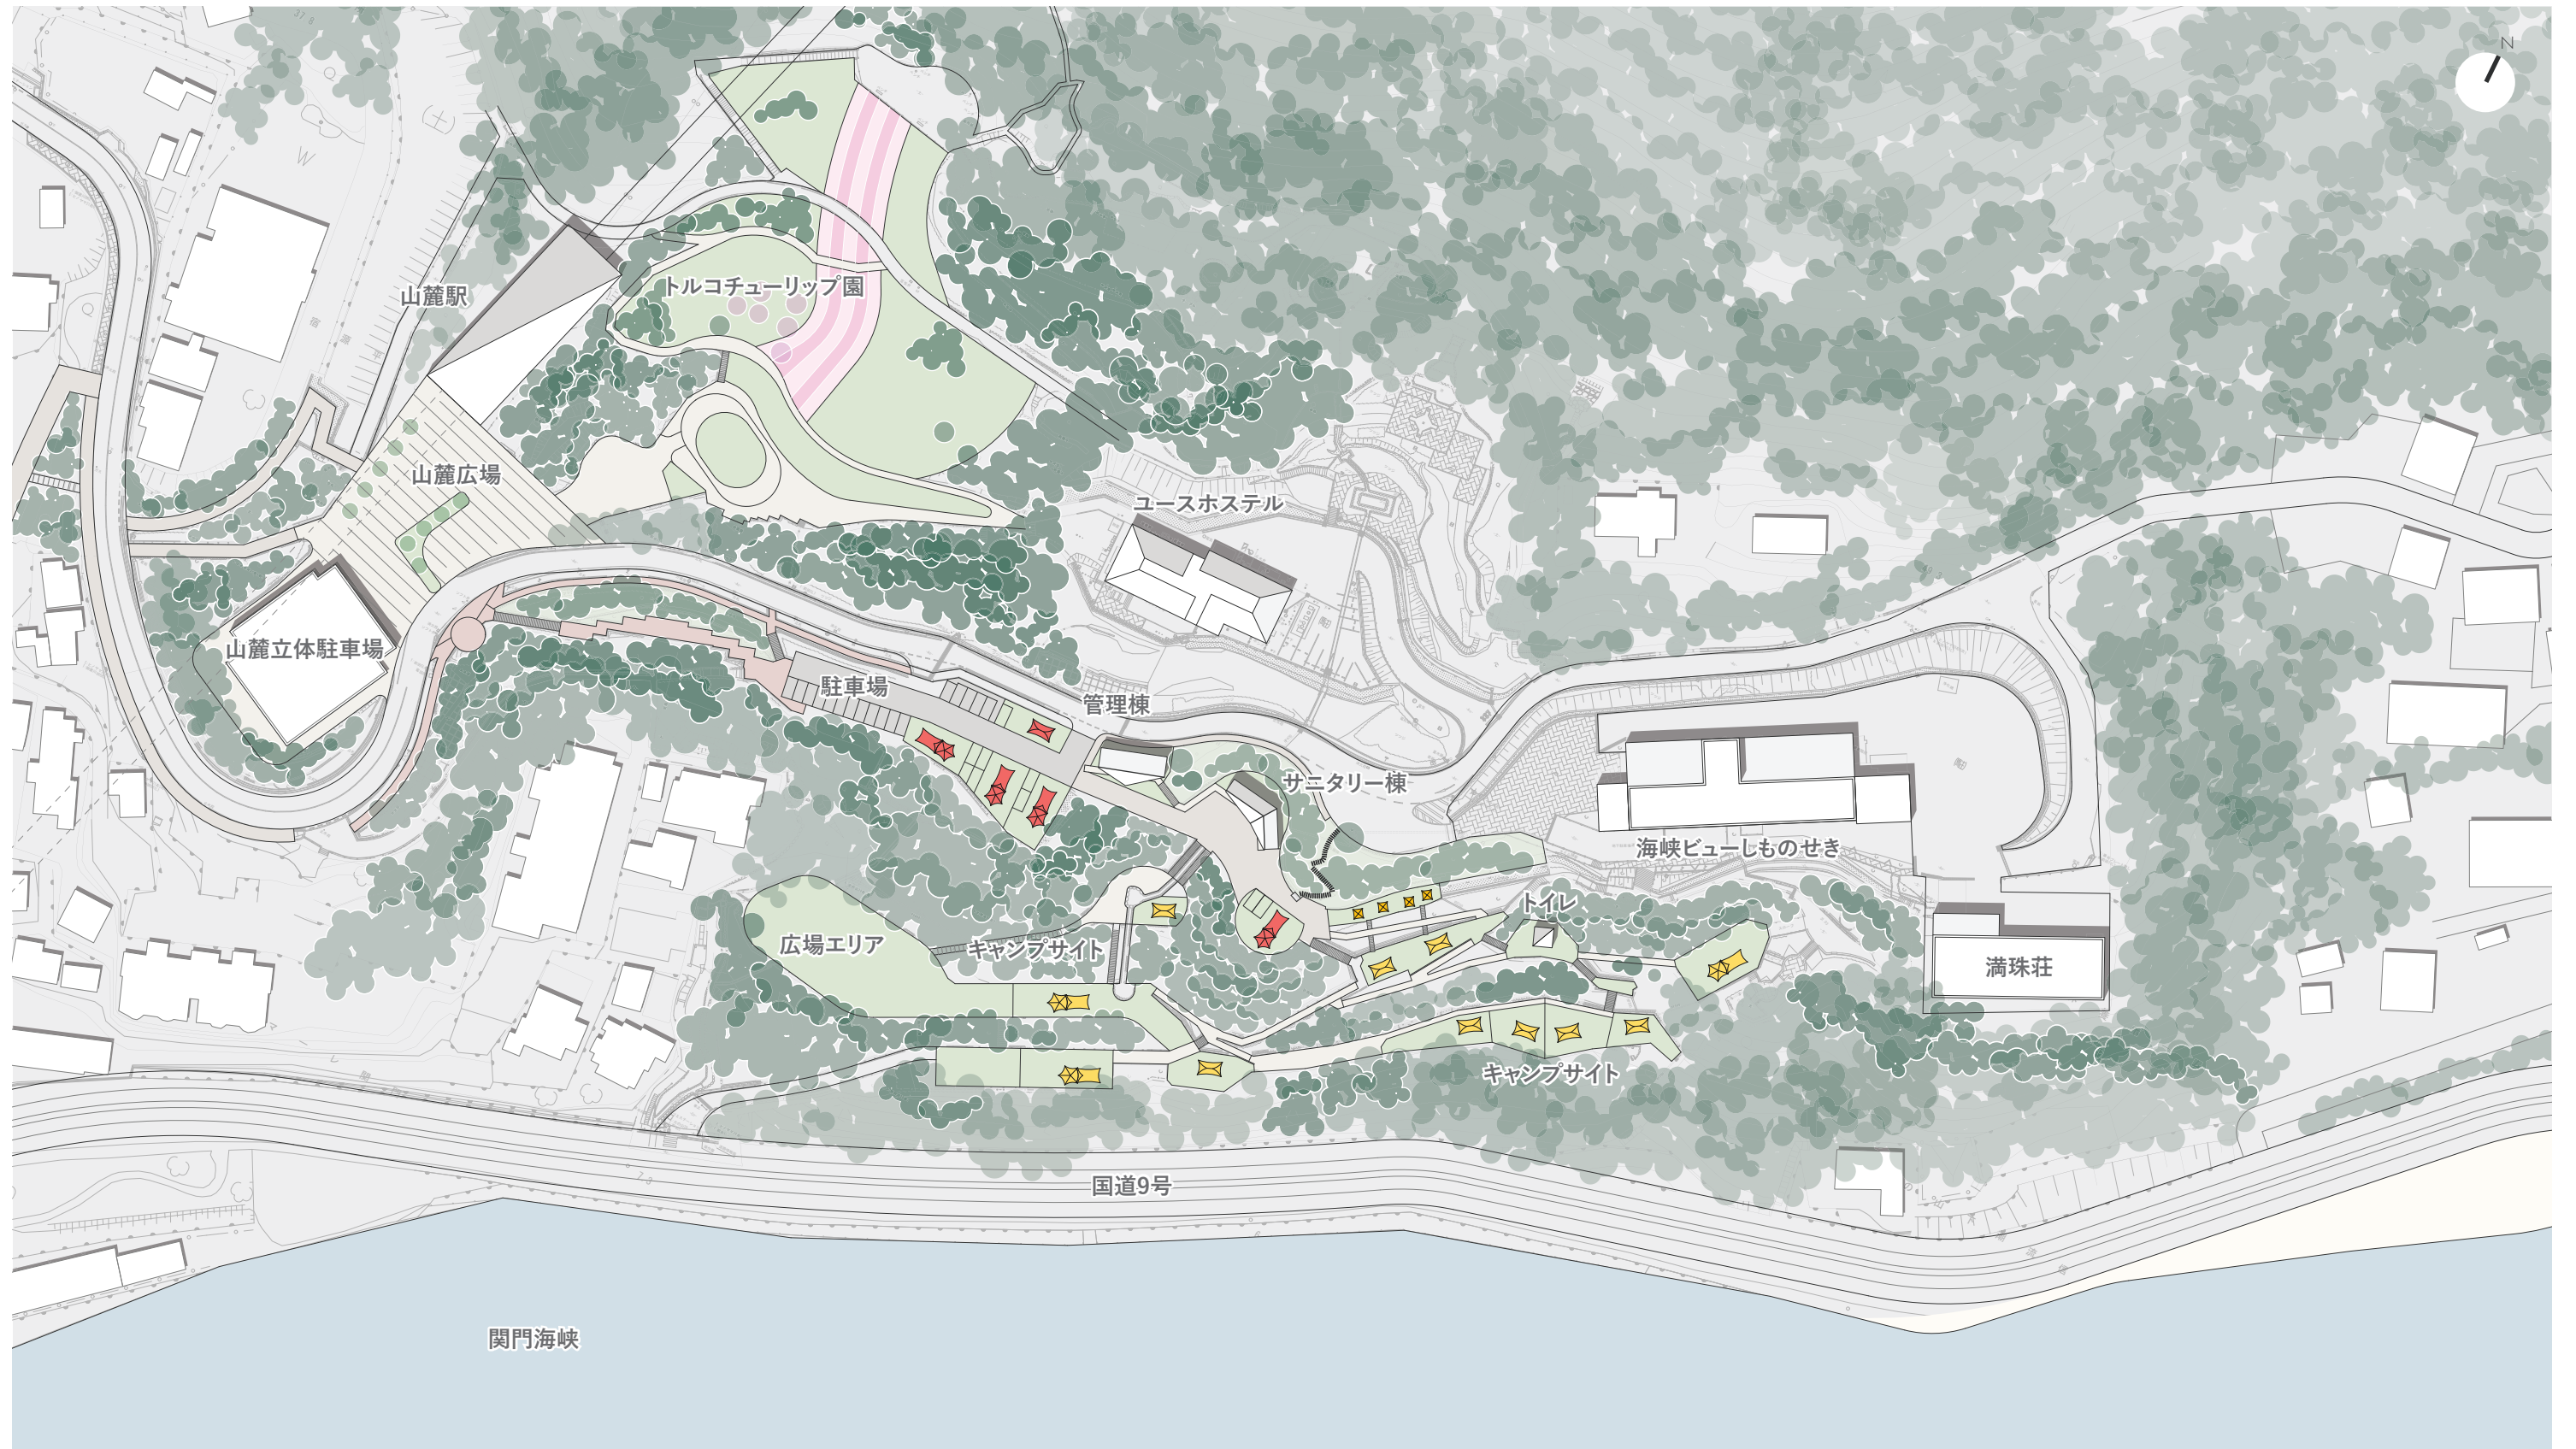 N
トルコチューリップ園
山麓駅
山麓広場
ユースホステル
山麓立体駐車場
駐車場
管理棟
サニタリー棟
海峡ビューしものせき
トイレ
広場エリア
キャンプサイト
満珠荘
キャンプサイト
国道9号
関門海峡